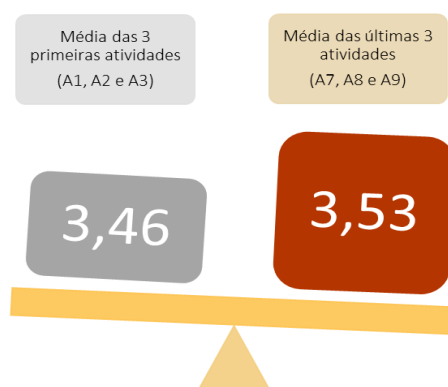 Média das 3
primeiras atividades
(A1, A2 e A3)
Média das últimas 3
atividades
(A7, A8 e A9)
3,46
3,53